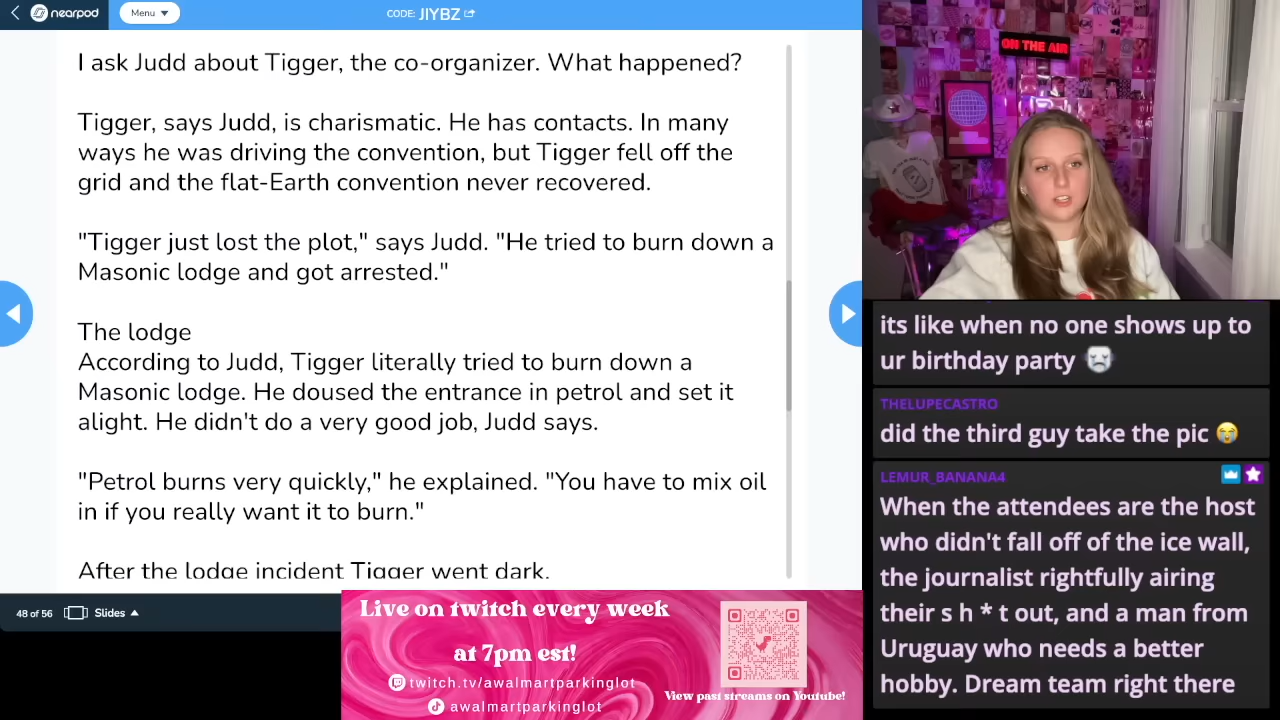 nearpod
Menu
CODE: JIYBZ
I ask Judd about Tigger, the co-organizer. What happened?
Tigger, says Judd, is charismatic. He has contacts. In many
ways he was driving the convention, but Tigger fell off the
grid and the flat-Earth convention never recovered.
"Tigger just lost the plot," says Judd. "He tried to burn down a
Masonic lodge and got arrested."
The lodge
According to Judd, Tigger literally tried to burn down a
Masonic lodge. He doused the entrance in petrol and set it
alight. He didn't do a very good job, Judd says.
"Petrol burns very quickly," he explained. "You have to mix oil
in if you really want it to burn."
After the lodge incident Tigger went dark.
48 of 56
Slides
Live on twitch every week
at 7pm est!
twitch.tv/awalmartparkinglot
awalmartparkinglot
View past streams on Youtube!
ON THE AIR
its like when no one shows up to
ur birthday party
THELUPECASTRO
did the third guy take the pic 😭
LEMUR_BANANA4
When the attendees are the host
who didn't fall off of the ice wall,
the journalist rightfully airing
their s h * t out, and a man from
Uruguay who needs a better
hobby. Dream team right there